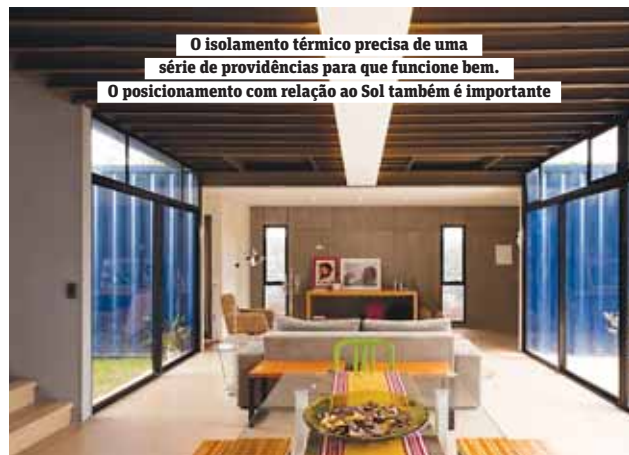 O isolamento térmico precisa de uma
série de providências para que funcione bem.
O posicionamento com relação ao Sol também é importante